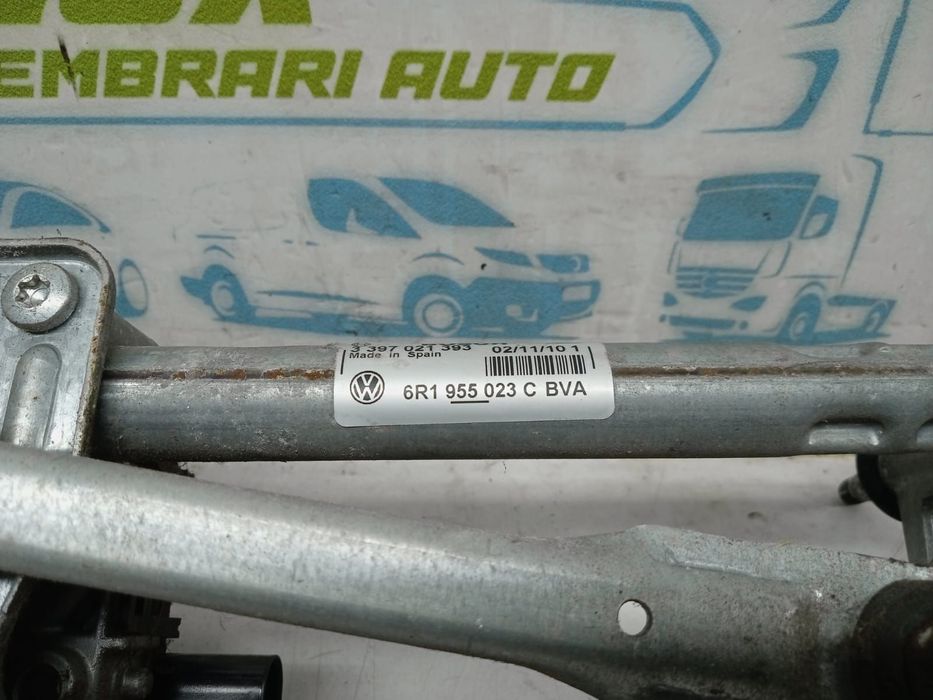 EMBRARI AUTO
3 397 021 393 02/11/10 1
Made in Spain
6R1 955 023 C BVA